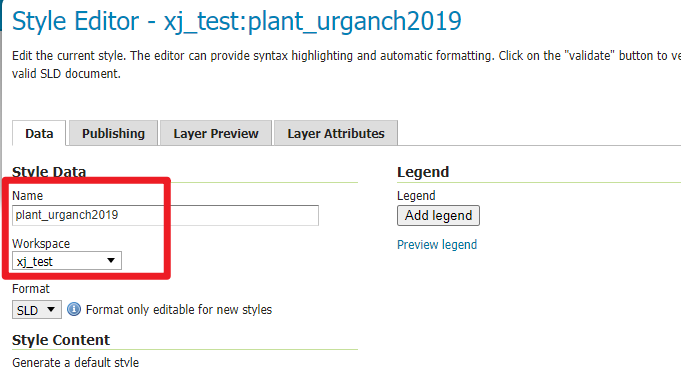 Style Editor - xj_test:plant_urganch2019
Edit the current style. The editor can provide syntax highlighting and automatic formatting. Click on the "validate" button to ve
valid SLD document.
Data Publishing Layer Preview Layer Attributes
Style Data
Name
plant_urganch2019
Workspace
xj_test
Format
SLD Format only editable for new styles
Style Content
Generate a default style
Legend
Legend
Add legend
Preview legend